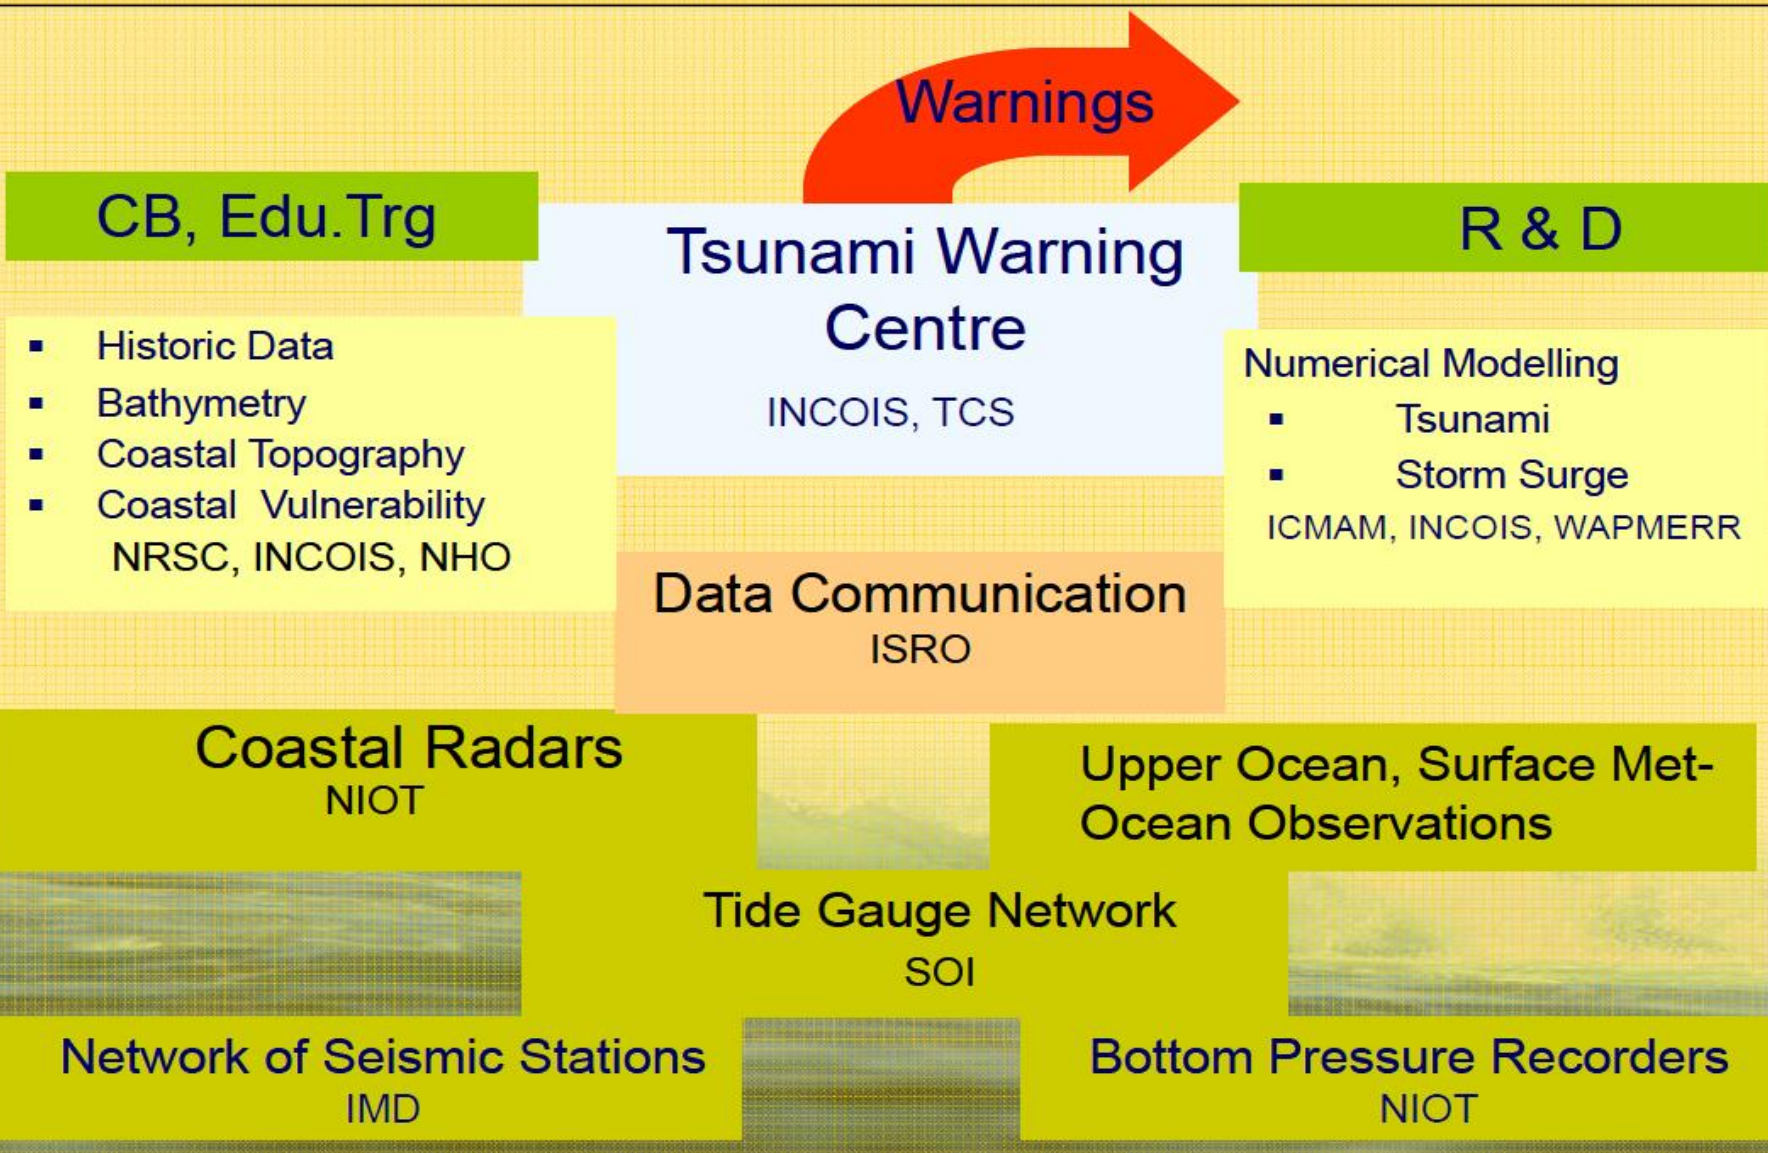 Warnings
CB, Edu.Trg
▪ Historic Data
▪ Bathymetry
▪ Coastal Topography
▪ Coastal Vulnerability
NRSC, INCOIS, NHO
Tsunami Warning
Centre
INCOIS, TCS
R & D
Numerical Modelling
▪ Tsunami
▪ Storm Surge
ICMAM, INCOIS, WAPMERR
Data Communication
ISRO
Coastal Radars
NIOT
Upper Ocean, Surface Met-
Ocean Observations
Tide Gauge Network
SOI
Network of Seismic Stations
IMD
Bottom Pressure Recorders
NIOT